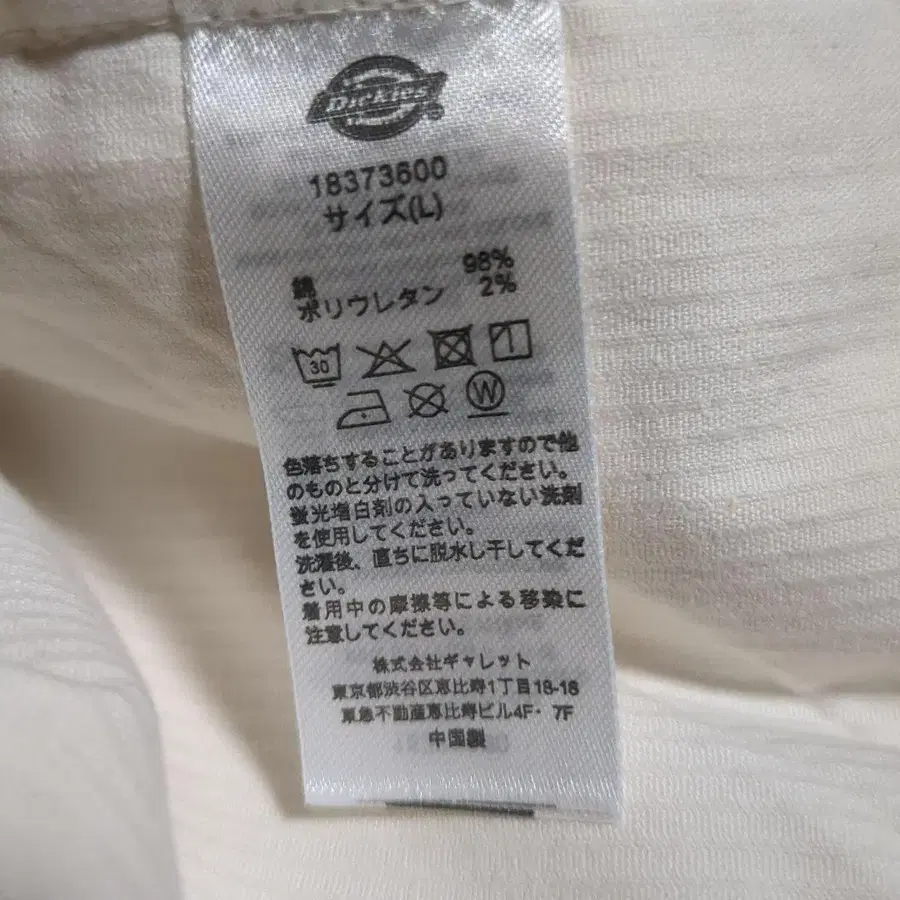 Dickies
18373600
サイズ(L)
綿 98%
ポリウレタン 2%
30
W
色落ちすることがありますので他
のものと分けて洗ってください。
蛍光増白剤の入っていない洗剤
を使用してください。
洗濯後、直ちに脱水し干してくだ
さい。
着用中の摩擦等による移染に
注意してください。
株式会社ギャレット
東京都渋谷区恵比寿1丁目18-18
東急不動産恵比寿ビル4F・7F
中国製